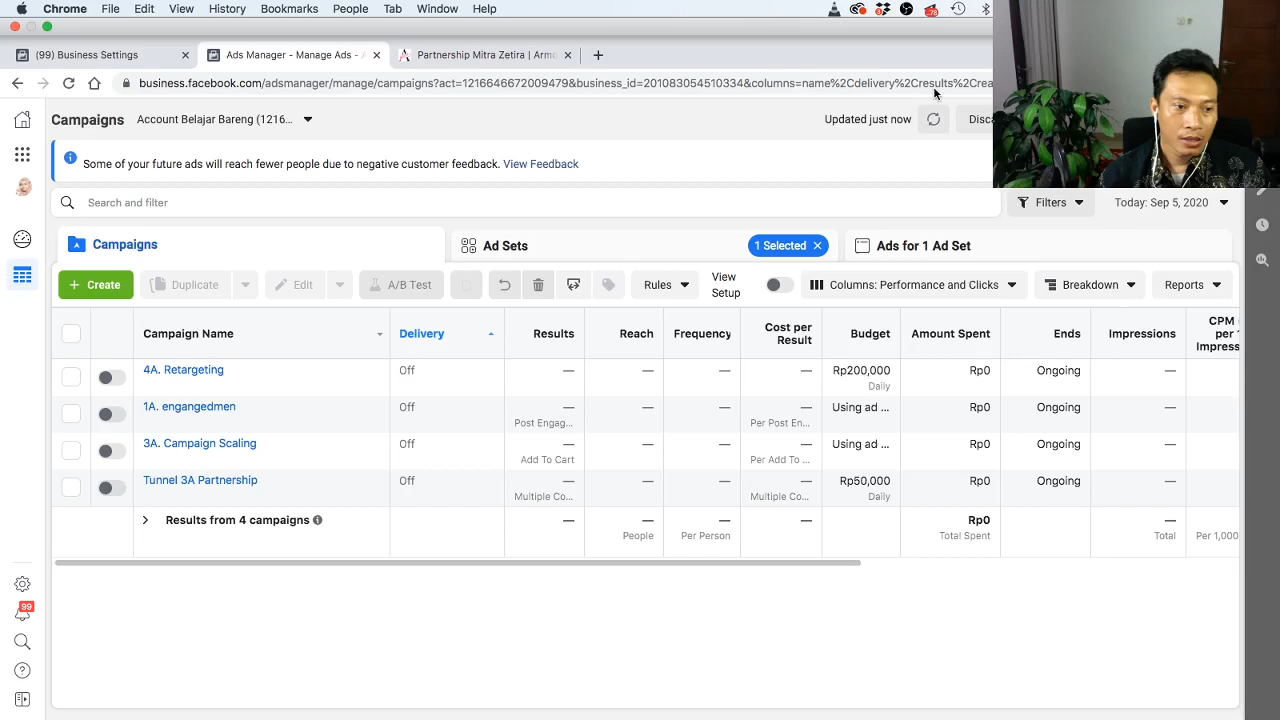 Chrome File Edit View History Bookmarks People Tab Window Help
(99) Business Settings
Ads Manager - Manage Ads - A
Partnership Mitra Zetira | Armo
business.facebook.com/adsmanager/manage/campaigns?act=1216646672009479&business_id=201083054510334&columns=name%2Cdelivery%2Cresults%2Crea
Campaigns
Account Belajar Bareng (1216...
Updated just now
Disca
Some of your future ads will reach fewer people due to negative customer feedback. View Feedback
Search and filter
Filters
Today: Sep 5, 2020
Campaigns
Ad Sets
1 Selected
Ads for 1 Ad Set
+ Create
Duplicate
Edit
A/B Test
Rules
View Setup
Columns: Performance and Clicks
Breakdown
Reports
Campaign Name Delivery Results Reach Frequency Cost per Result Budget Amount Spent Ends Impressions CPM per 1 Impress
4A. Retargeting Off — — — — Rp200,000 Rp0 Ongoing —
Daily
1A. engangedmen Off — — — — Using ad ... Rp0 Ongoing —
Post Engag... Per Post En...
3A. Campaign Scaling Off — — — — Using ad ... Rp0 Ongoing —
Add To Cart Per Add To ...
Tunnel 3A Partnership Off — — — — Rp50,000 Rp0 Ongoing —
Multiple Co... Multiple Co... Daily
Results from 4 campaigns — — — — Rp0 —
People Per Person Total Spent Total Per 1,000
99